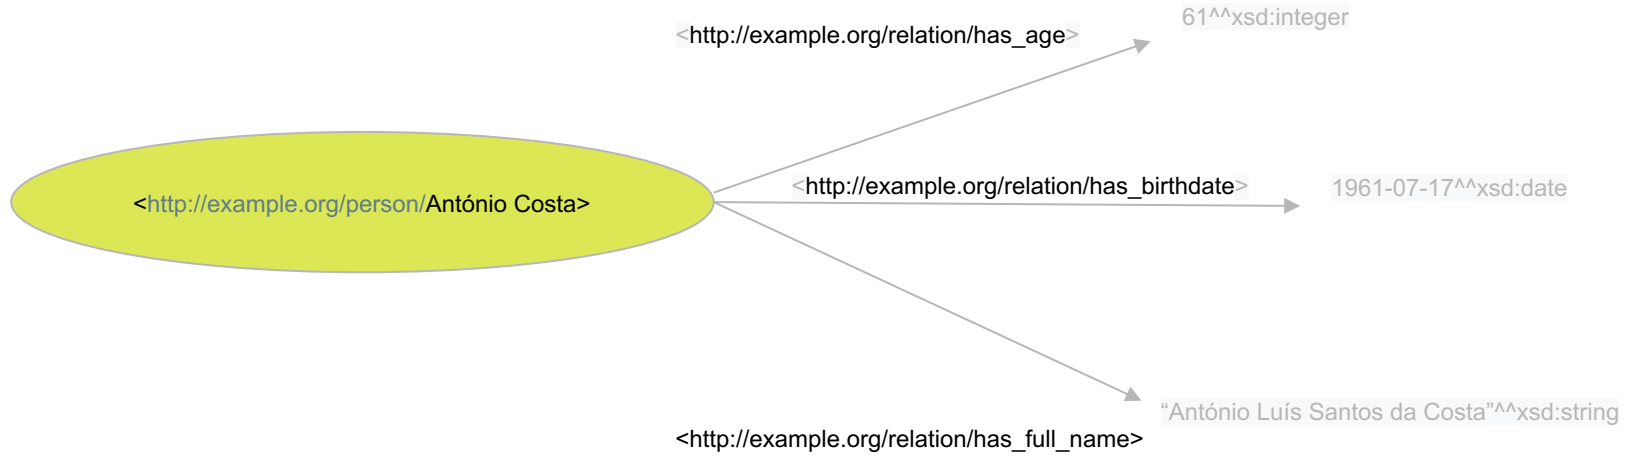 61^^xsd:integer
<http://example.org/relation/has_age>
<http://example.org/relation/has_birthdate>
1961-07-17^^xsd:date
<http://example.org/person/António Costa>
“António Luís Santos da Costa”^^xsd:string
<http://example.org/relation/has_full_name>